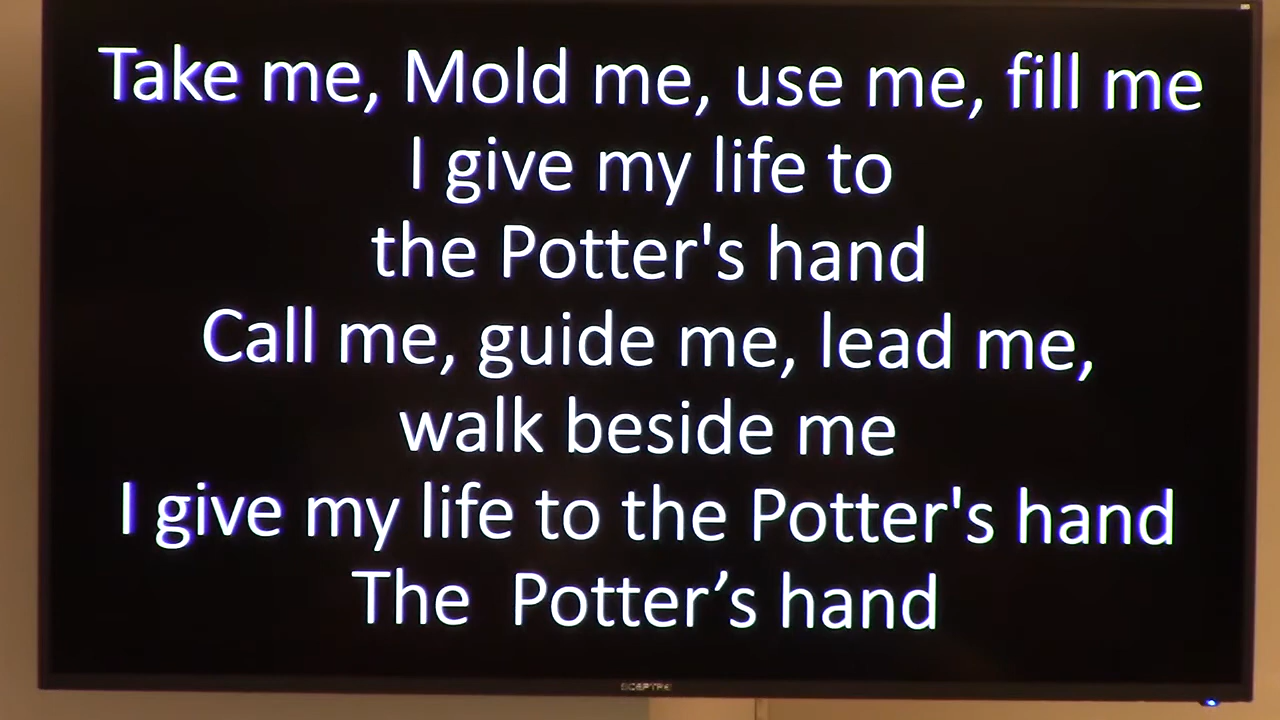 Take me, Mold me, use me, fill me
I give my life to
the Potter's hand
Call me, guide me, lead me,
walk beside me
I give my life to the Potter's hand
The  Potter’s hand
SCEPTRE